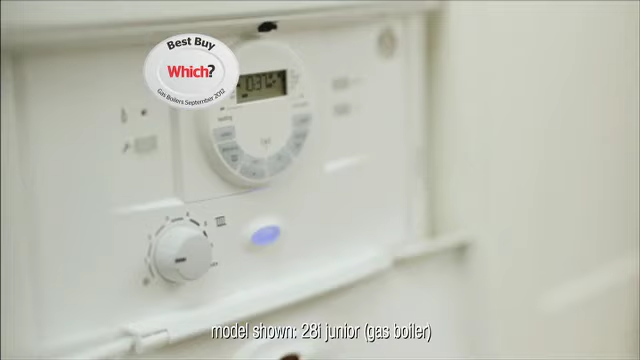 Best Buy
Which?
Gas Boilers September 2012
model shown: 28i junior (gas boiler)